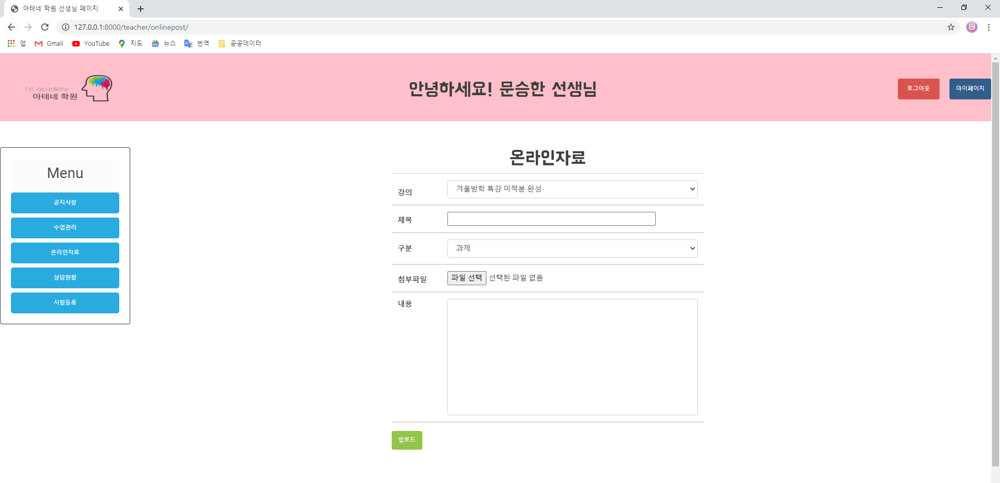 아테네 학원 선생님 페이지
127.0.0.1:8000/teacher/onlinepost/
앱 Gmail YouTube 지도 뉴스 번역 공공데이터
1st. academy
아테네 학원
안녕하세요! 문승한 선생님
로그아웃 마이페이지
Menu
공지사항
수업관리
온라인자료
상담현황
시험등록
온라인자료
강의 겨울방학 특강 미적분 완성
제목
구분 과제
첨부파일 파일 선택 선택된 파일 없음
내용
업로드